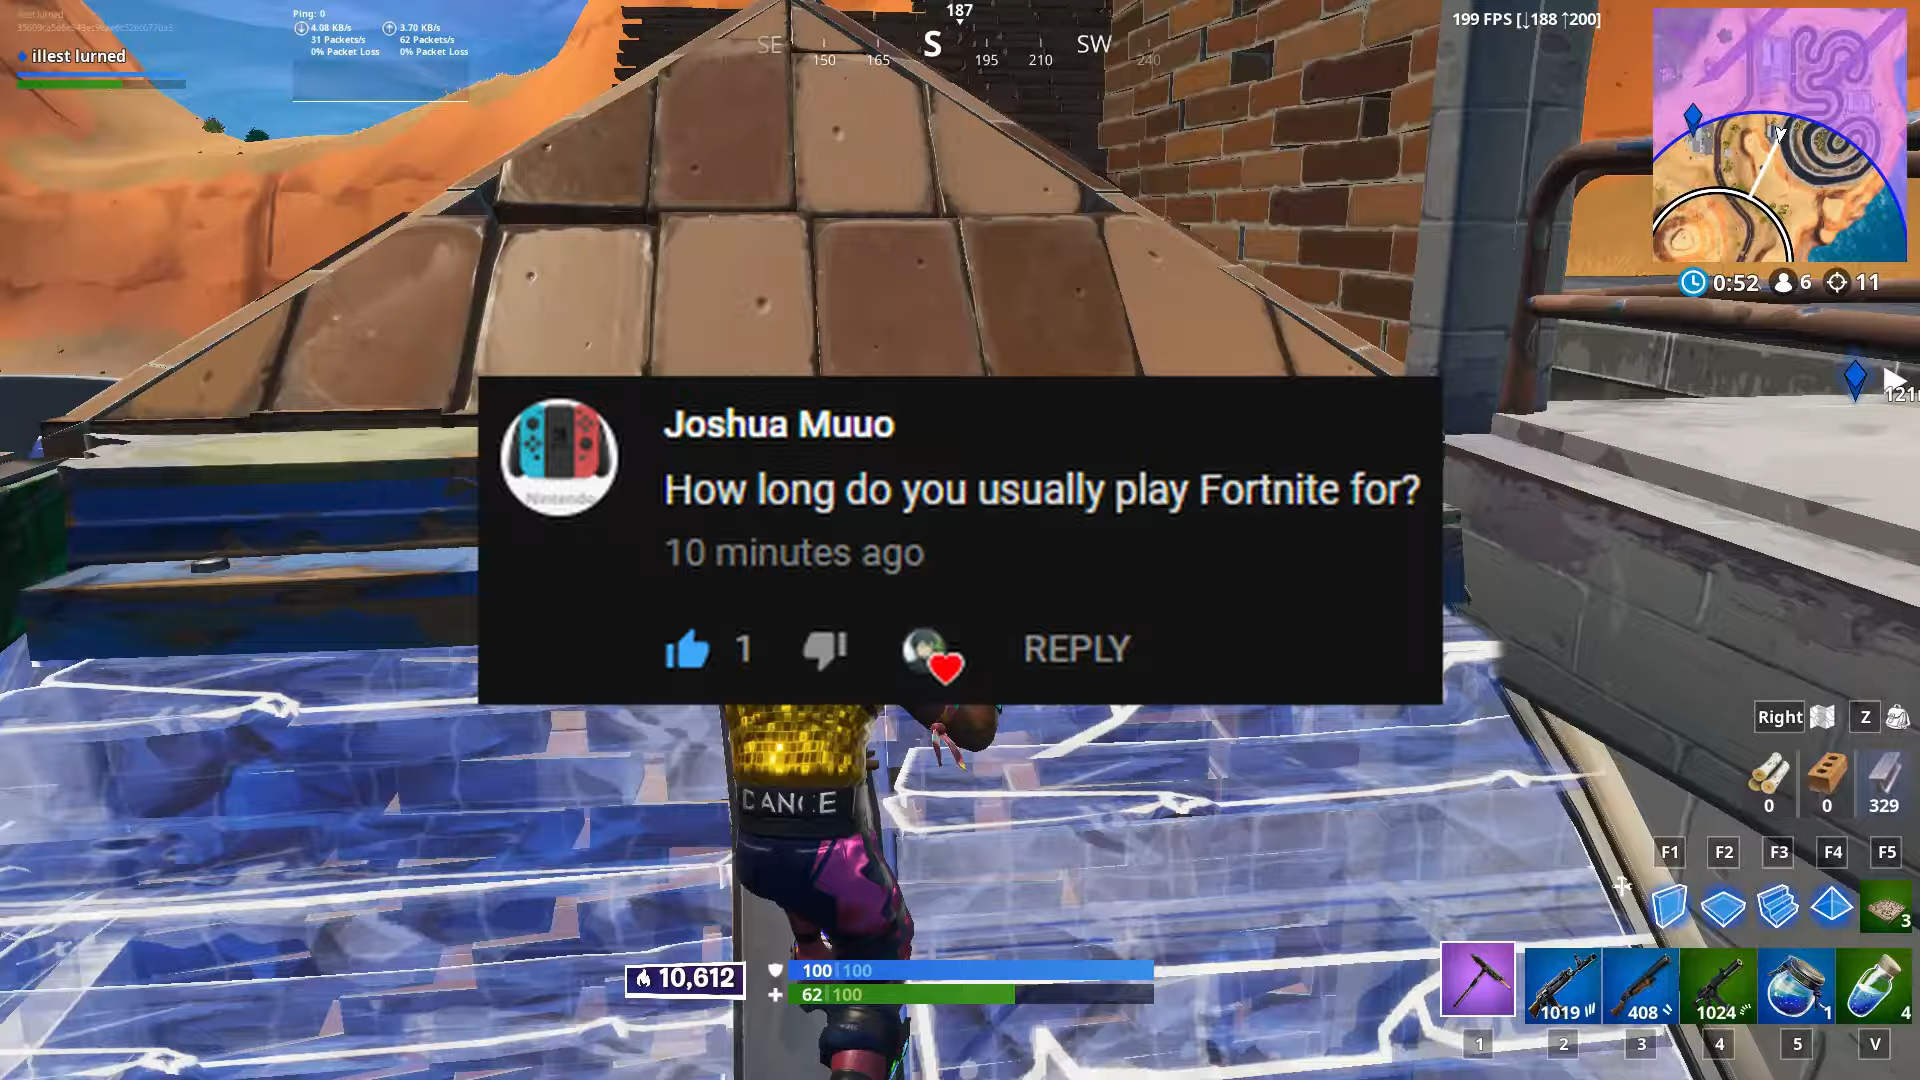 illest lurned
Ping: 0
4.08 KB/s
3.70 KB/s
31 Packets/s
62 Packets/s
0% Packet Loss
0% Packet Loss
illest lurned
187
SE
150
165
S
195
210
SW
240
199 FPS [↓188 ↑200]
0:52
6
11
121
Joshua Muuo
How long do you usually play Fortnite for?
10 minutes ago
1
REPLY
Nintendo
DANCE
Right
Z
0
0
329
F1
F2
F3
F4
F5
3
10,612
100 | 100
62 | 100
1019
408
1024
1
4
1
2
3
4
5
V